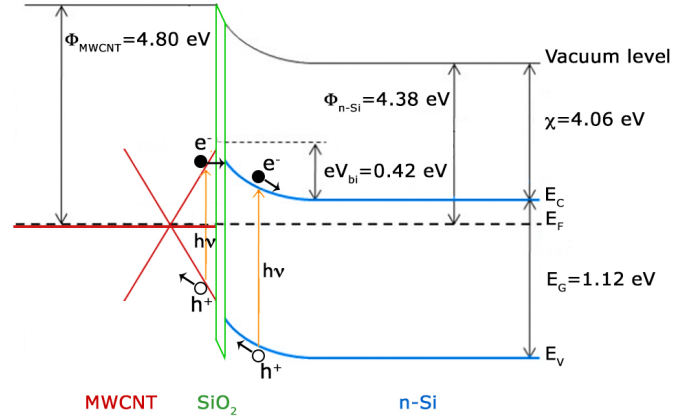 Φ_MWCNT=4.80 eV
Vacuum level
Φ_n-Si=4.38 eV
χ=4.06 eV
e⁻
e⁻
eV_bi=0.42 eV
E_C
E_F
hν
hν
E_G=1.12 eV
h⁺
h⁺
E_V
MWCNT
SiO₂
n-Si